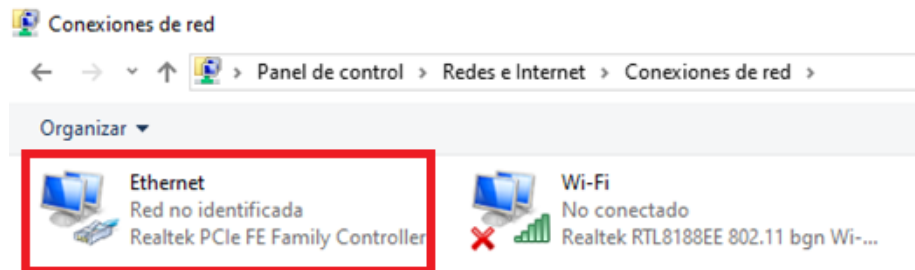 Conexiones de red
Panel de control > Redes e Internet > Conexiones de red >
Organizar
Ethernet
Red no identificada
Realtek PCIe FE Family Controller
Wi-Fi
No conectado
Realtek RTL8188EE 802.11 bgn Wi-...